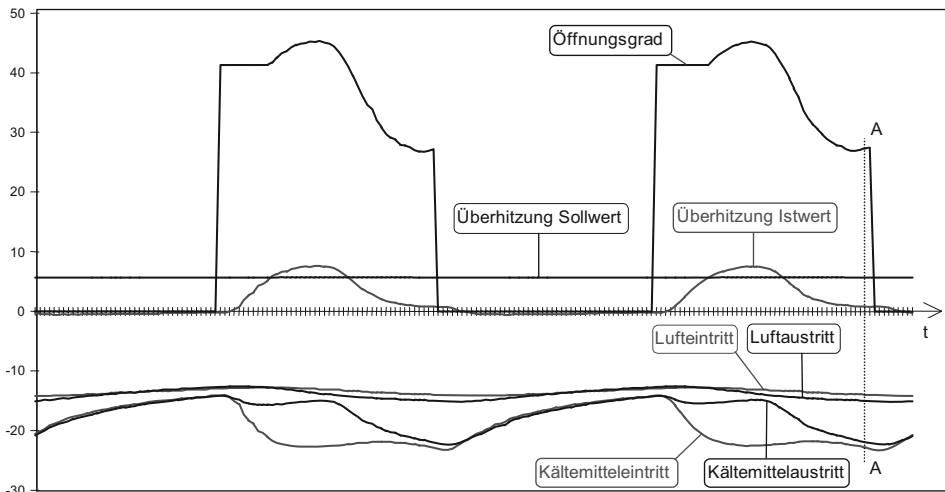 50
Öffnungsgrad
40
30
A
20
Überhitzung Sollwert
Überhitzung Istwert
10
0
t
Lufteintritt
Luftaustritt
-10
-20
Kältemitteleintritt
Kältemittelaustritt
A
-30